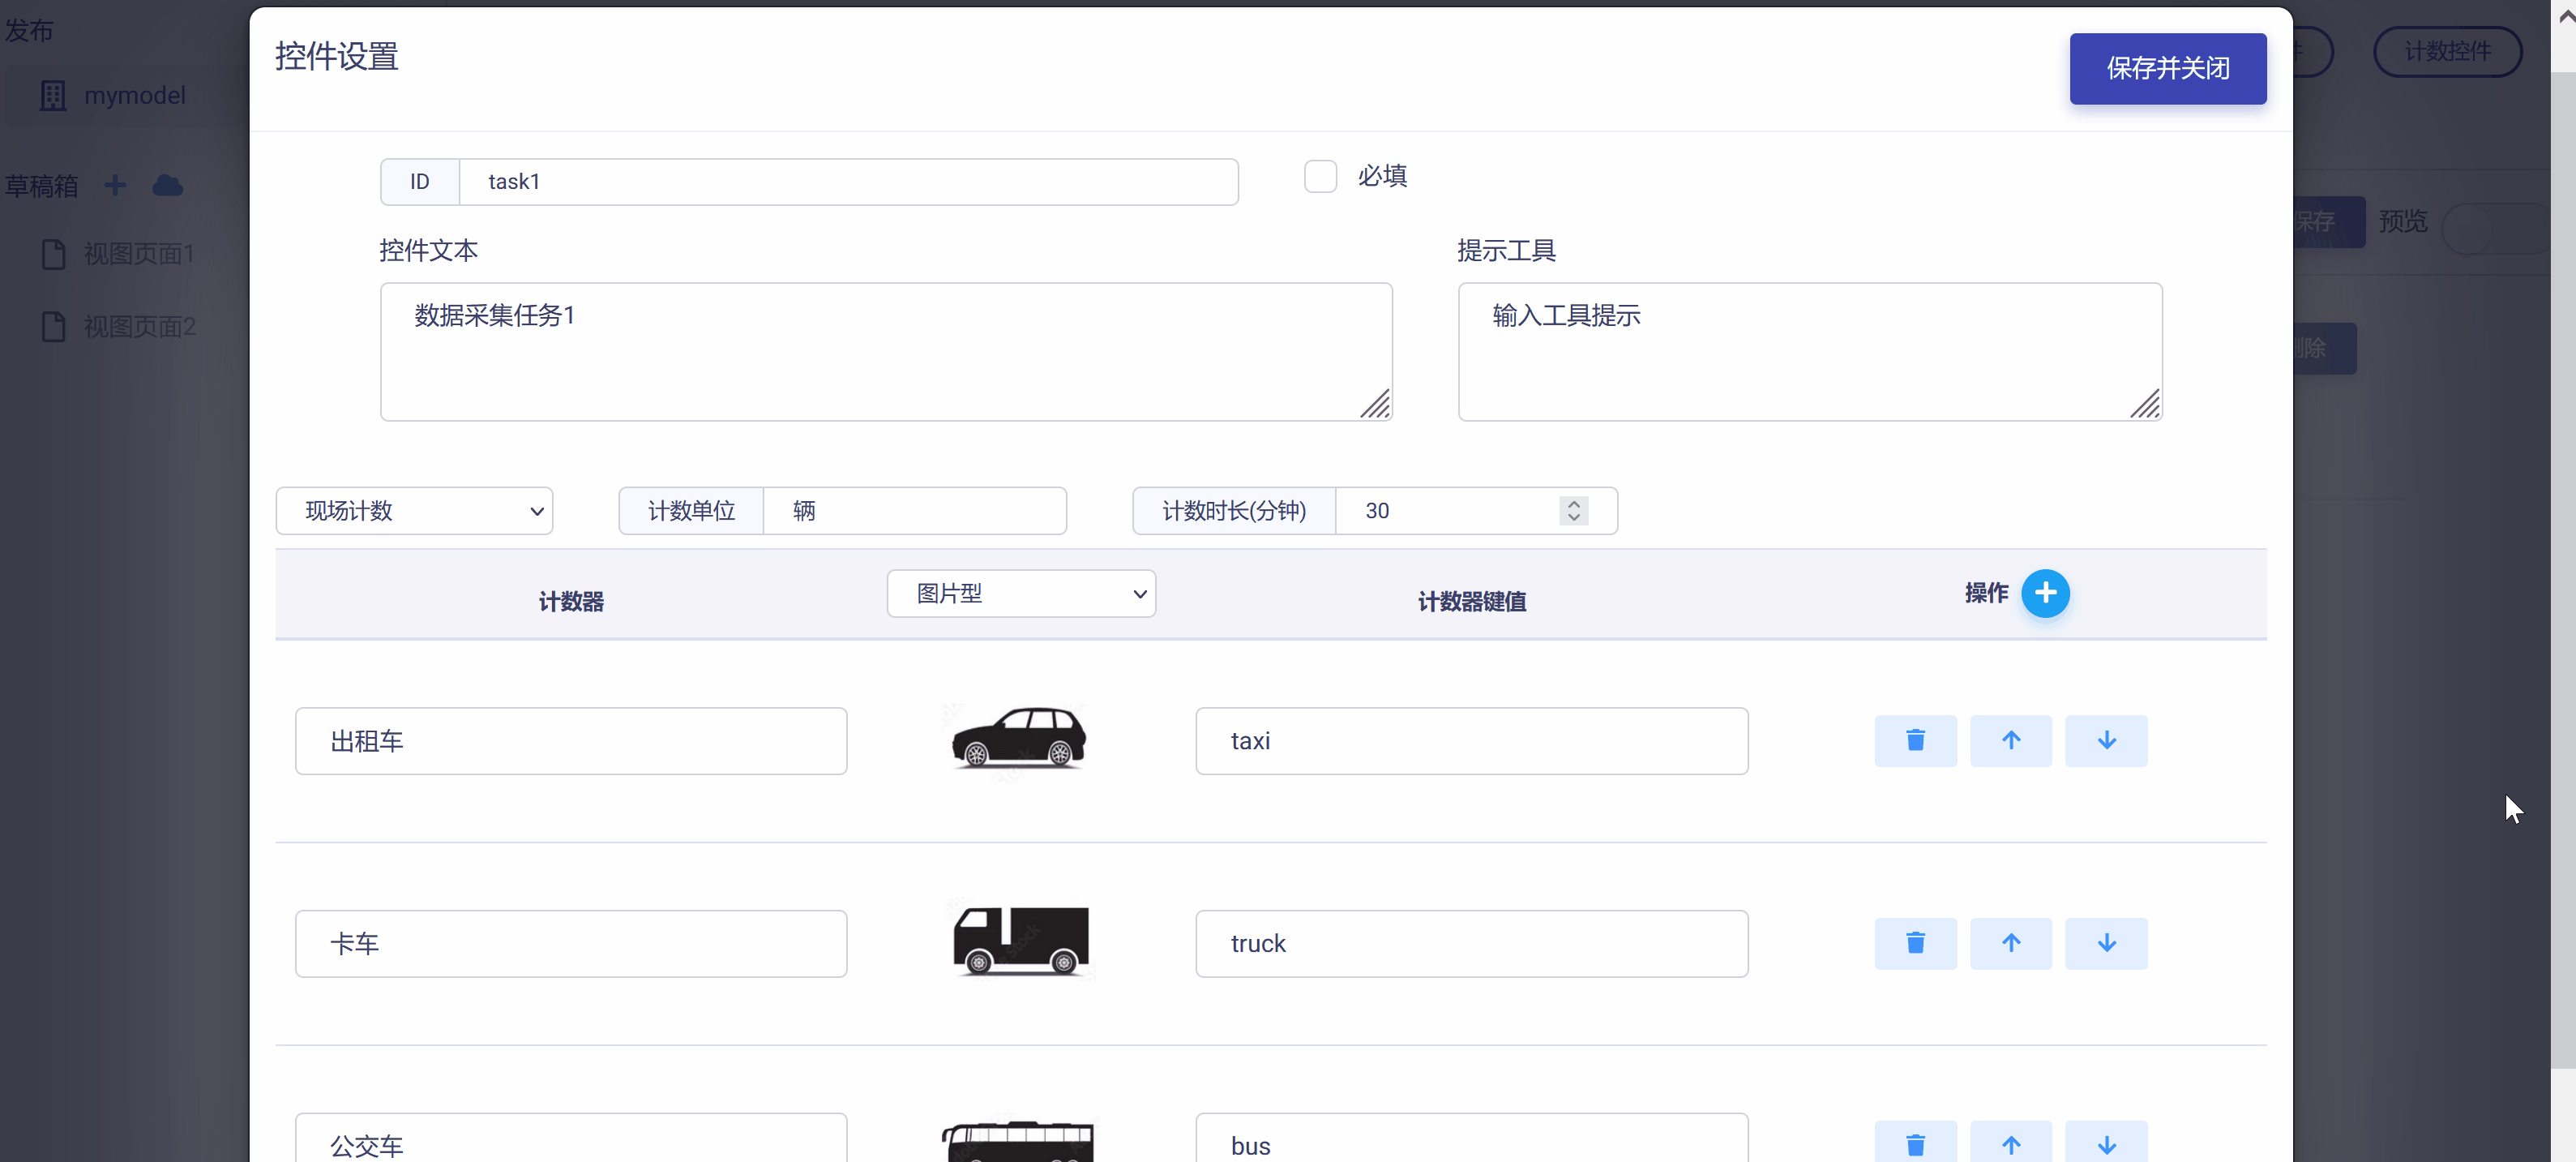 发布
mymodel
草稿箱
视图页面1
视图页面2
控件设置
保存并关闭
计数控件
ID
task1
必填
保存
预览
控件文本
提示工具
数据采集任务1
输入工具提示
删除
现场计数
计数单位
辆
计数时长(分钟)
30
计数器
图片型
计数器键值
操作
出租车
taxi
卡车
truck
公交车
bus